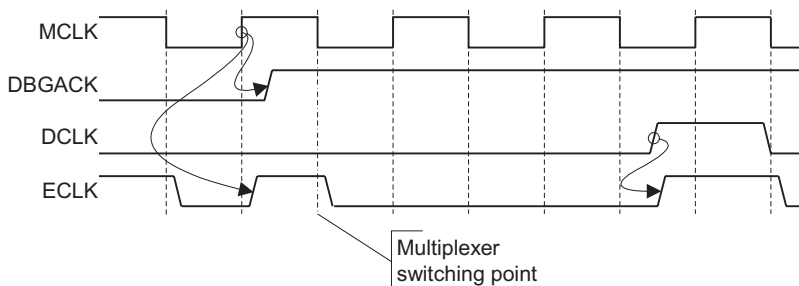 MCLK
DBGACK
DCLK
ECLK
Multiplexer
switching point